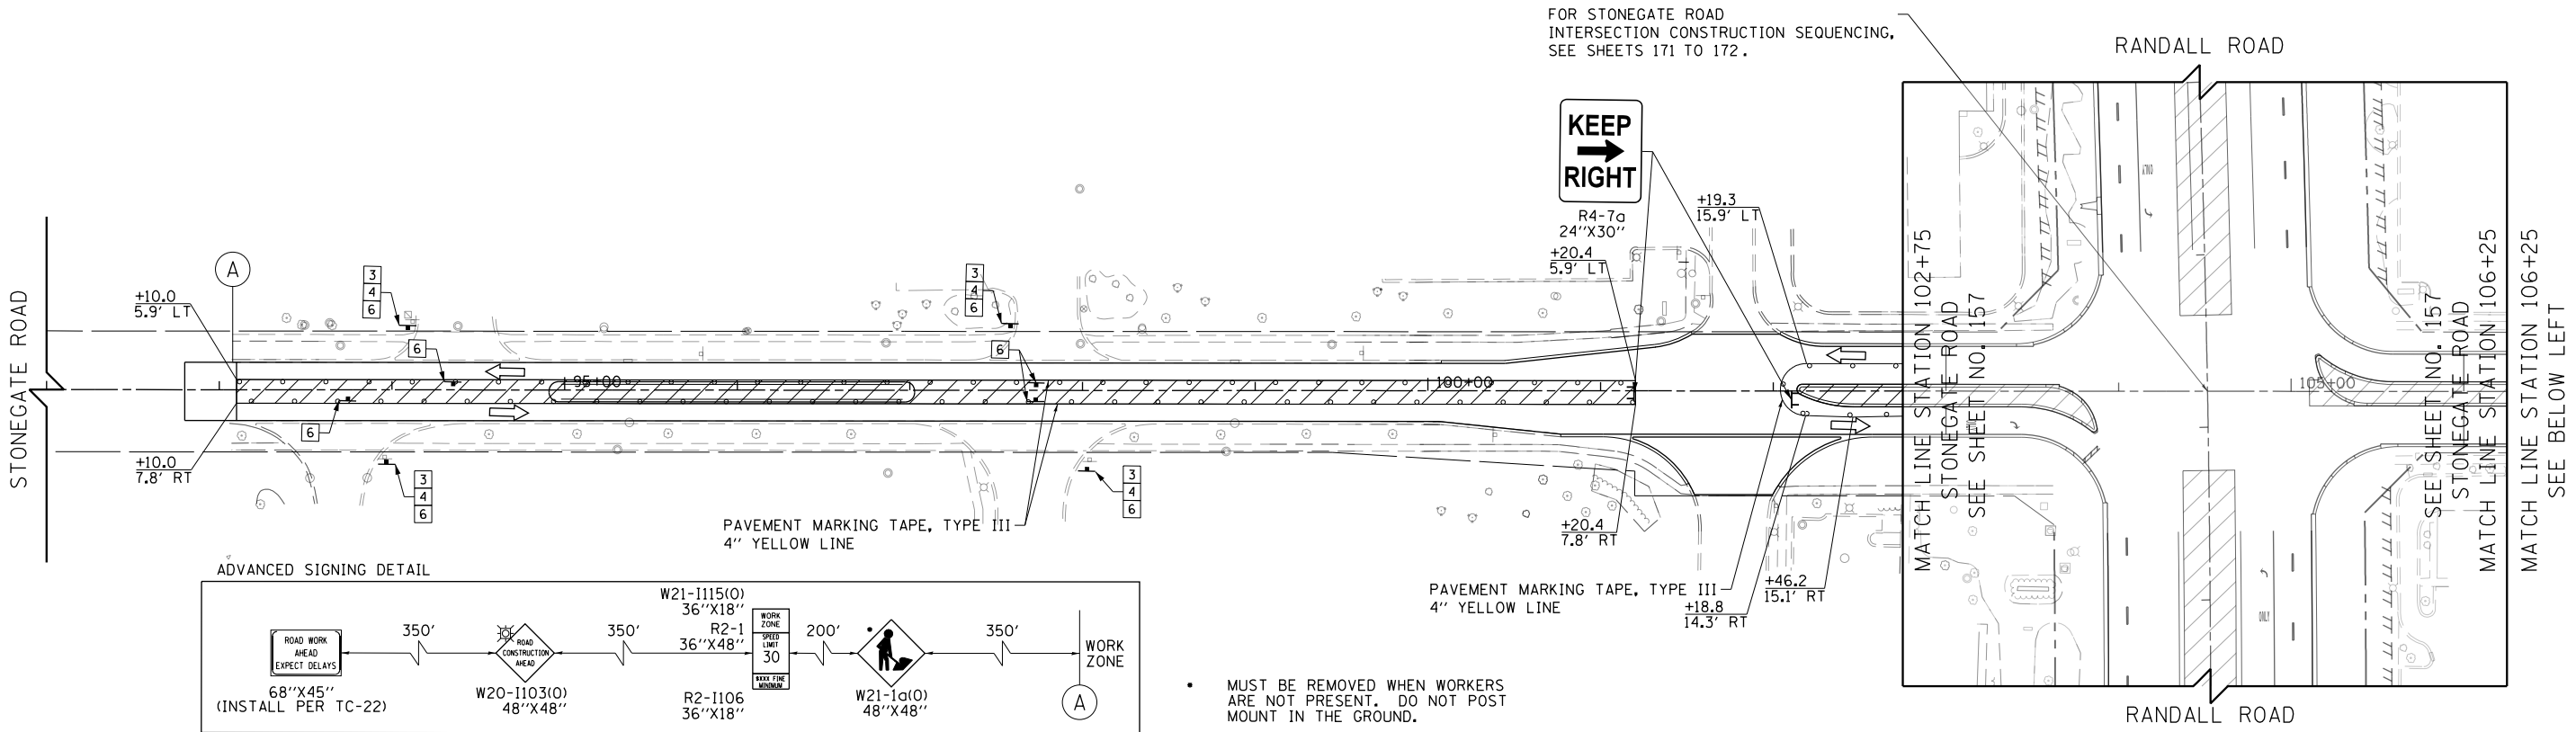 FOR STONEGATE ROAD
INTERSECTION CONSTRUCTION SEQUENCING,
SEE SHEETS 171 TO 172.
RANDALL ROAD
KEEP
RIGHT
R4-7a
24"X30"
+20.4
5.9' LT
+19.3
15.9' LT
STONEGATE ROAD
A
+10.0
5.9' LT
3
4
6
6
3
4
6
6
95+00
100+00
105+00
ONLY
MATCH LINE STATION 102+75
STONEGATE ROAD
SEE SHEET NO. 157
SEE SHEET NO. 157
STONEGATE ROAD
MATCH LINE STATION 106+25
MATCH LINE STATION 106+25
SEE BELOW LEFT
6
+10.0
7.8' RT
3
4
6
3
4
6
PAVEMENT MARKING TAPE, TYPE III
4" YELLOW LINE
+20.4
7.8' RT
PAVEMENT MARKING TAPE, TYPE III
4" YELLOW LINE
+46.2
15.1' RT
+18.8
14.3' RT
ONLY
ADVANCED SIGNING DETAIL
ROAD WORK
AHEAD
EXPECT DELAYS
68"X45"
(INSTALL PER TC-22)
350'
ROAD
CONSTRUCTION
AHEAD
W20-I103(O)
48"X48"
350'
W21-I115(O)
36"X18"
R2-1
36"X48"
R2-I106
36"X18"
WORK
ZONE
SPEED
LIMIT
30
$XXX FINE
MINIMUM
200'
W21-1a(O)
48"X48"
350'
WORK
ZONE
A
• MUST BE REMOVED WHEN WORKERS
ARE NOT PRESENT. DO NOT POST
MOUNT IN THE GROUND.
RANDALL ROAD